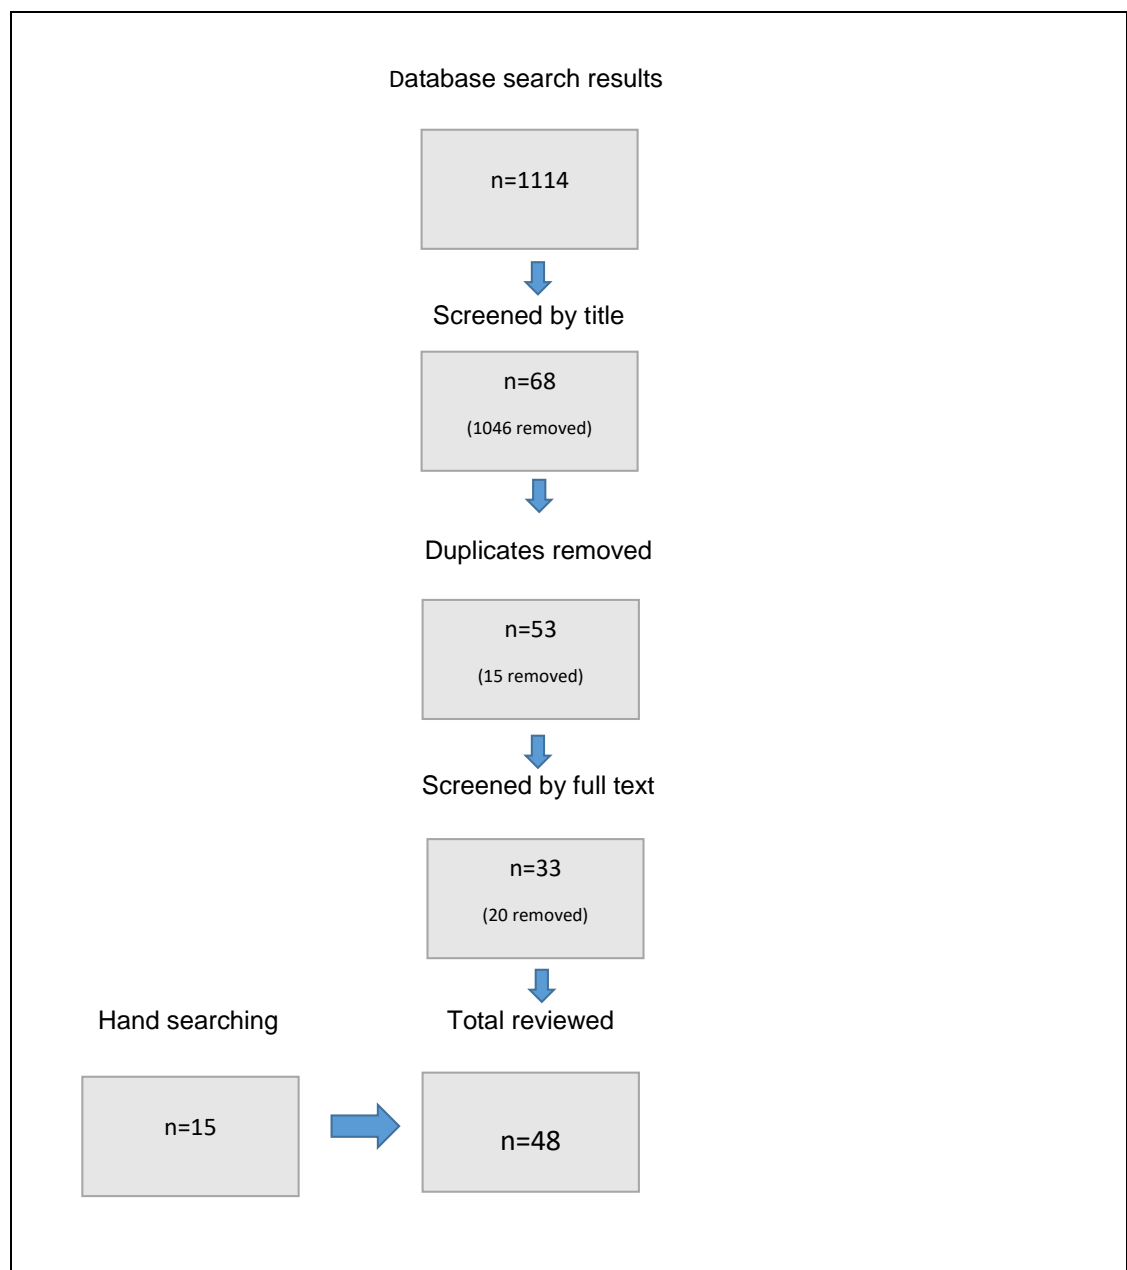 Database search results
n=1114
Screened by title
n=68
(1046 removed)
Duplicates removed
n=53
(15 removed)
Screened by full text
n=33
(20 removed)
Hand searching
Total reviewed
n=15
n=48